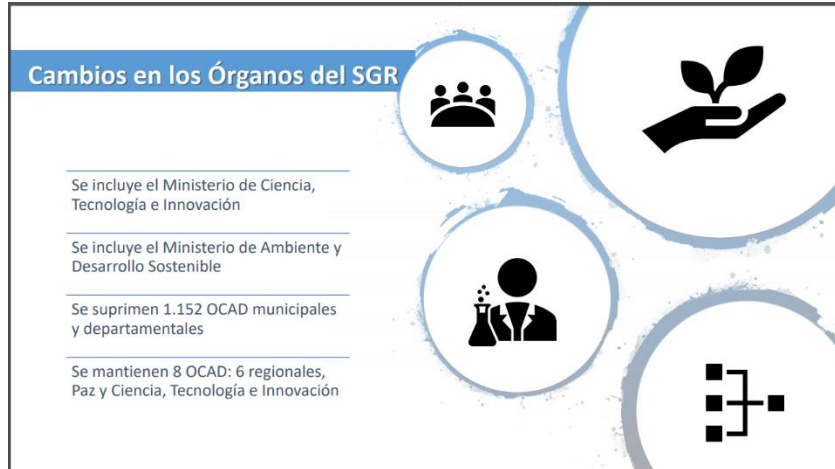 Cambios en los Órganos del SGR
Se incluye el Ministerio de Ciencia,
Tecnología e Innovación
Se incluye el Ministerio de Ambiente y
Desarrollo Sostenible
Se suprimen 1.152 OCAD municipales
y departamentales
Se mantienen 8 OCAD: 6 regionales,
Paz y Ciencia, Tecnología e Innovación